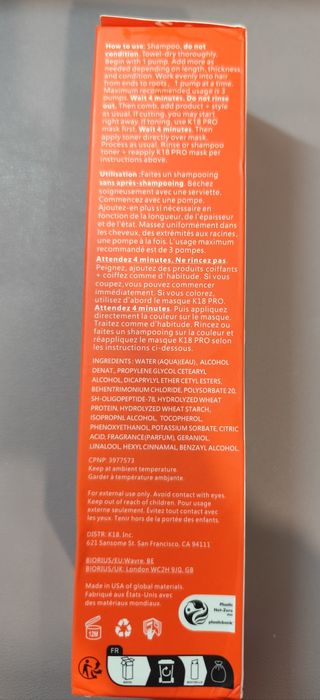 How to use: Shampoo, do not
condition. Towel-dry thoroughly.
Begin with 1 pump. Add more as
needed depending on length, thickness
and condition. Work evenly into hair
from ends to roots, 1 pump at a time.
Maximum recommended usage is 3
pumps. Wait 4 minutes. Do not rinse
out. Then comb, add product + style
as usual. If cutting, you may start
right away. If toning, use K18 PRO
mask first. Wait 4 minutes. Then
apply toner directly over mask.
Process as usual. Rinse or shampoo
toner + reapply K18 PRO mask per
instructions above.
Utilisation :Faites un shampooing
sans après-shampooing. Séchez
soigneusement avec une serviette.
Commencez avec une pompe.
Ajoutez-en plus si nécessaire en
fonction de la longueur, de l'épaisseur
et de l'état. Massez uniformément dans
les cheveux, des extrémités aux racines,
une pompe à la fois. L'usage maximum
recommandé est de 3 pompes.
Attendez 4 minutes. Ne rincez pas.
Peignez, ajoutez des produits coiffants
+ coiffez comme d'habitude. Si vous
coupez, vous pouvez commencer
immédiatement. Si vous colorez,
utilisez d'abord le masque K18 PRO.
Attendez 4 minutes. Puis appliquez
directement la couleur sur le masque.
Traitez comme d'habitude. Rincez ou
faites un shampooing sur la couleur et
réappliquez le masque K18 PRO selon
les instructions ci-dessous.
INGREDIENTS: WATER (AQUA)(EAU), ALCOHOL
DENAT., PROPYLENE GLYCOL CETEARYL
ALCOHOL, DICAPRYLYL ETHER CETYL ESTERS,
BEHENTRIMONIUM CHLORIDE, POLYSORBATE 20,
SH-OLIGOPEPTIDE-78, HYDROLYZED WHEAT
PROTEIN, HYDROLYZED WHEAT STARCH,
ISOPROPNL ALCOHOL TOCOPHEROL,
PHENOXYETHANOL, POTASSIUM SORBATE, CITRIC
ACID, FRAGRANCE(PARFUM), GERANIOL,
LINALOOL, HEXYL CINNAMAL, BENZAYL ALCOHOL.
CPNP: 3977573
Keep at ambient temperature.
Garder à température ambjante.
For external use only. Avoid contact with eyes.
Keep out of reach of children. Pour usage
externe seulement. Évitez tout contact avec
les yeux. Tenir hors de la portée des enfants.
DISTR: K18, Inc.
621 Sansome St. San Francisco, CA 94111
BIORIUS/EU:Wavre. BE
BIORIUS/UK: London WC2H 9JQ, GB
Made in USA of global materials.
Fabriqué aux États-Unis avec
des matériaux mondiaux.
Plastic
Net-Zero
plasticbank
12M
FR